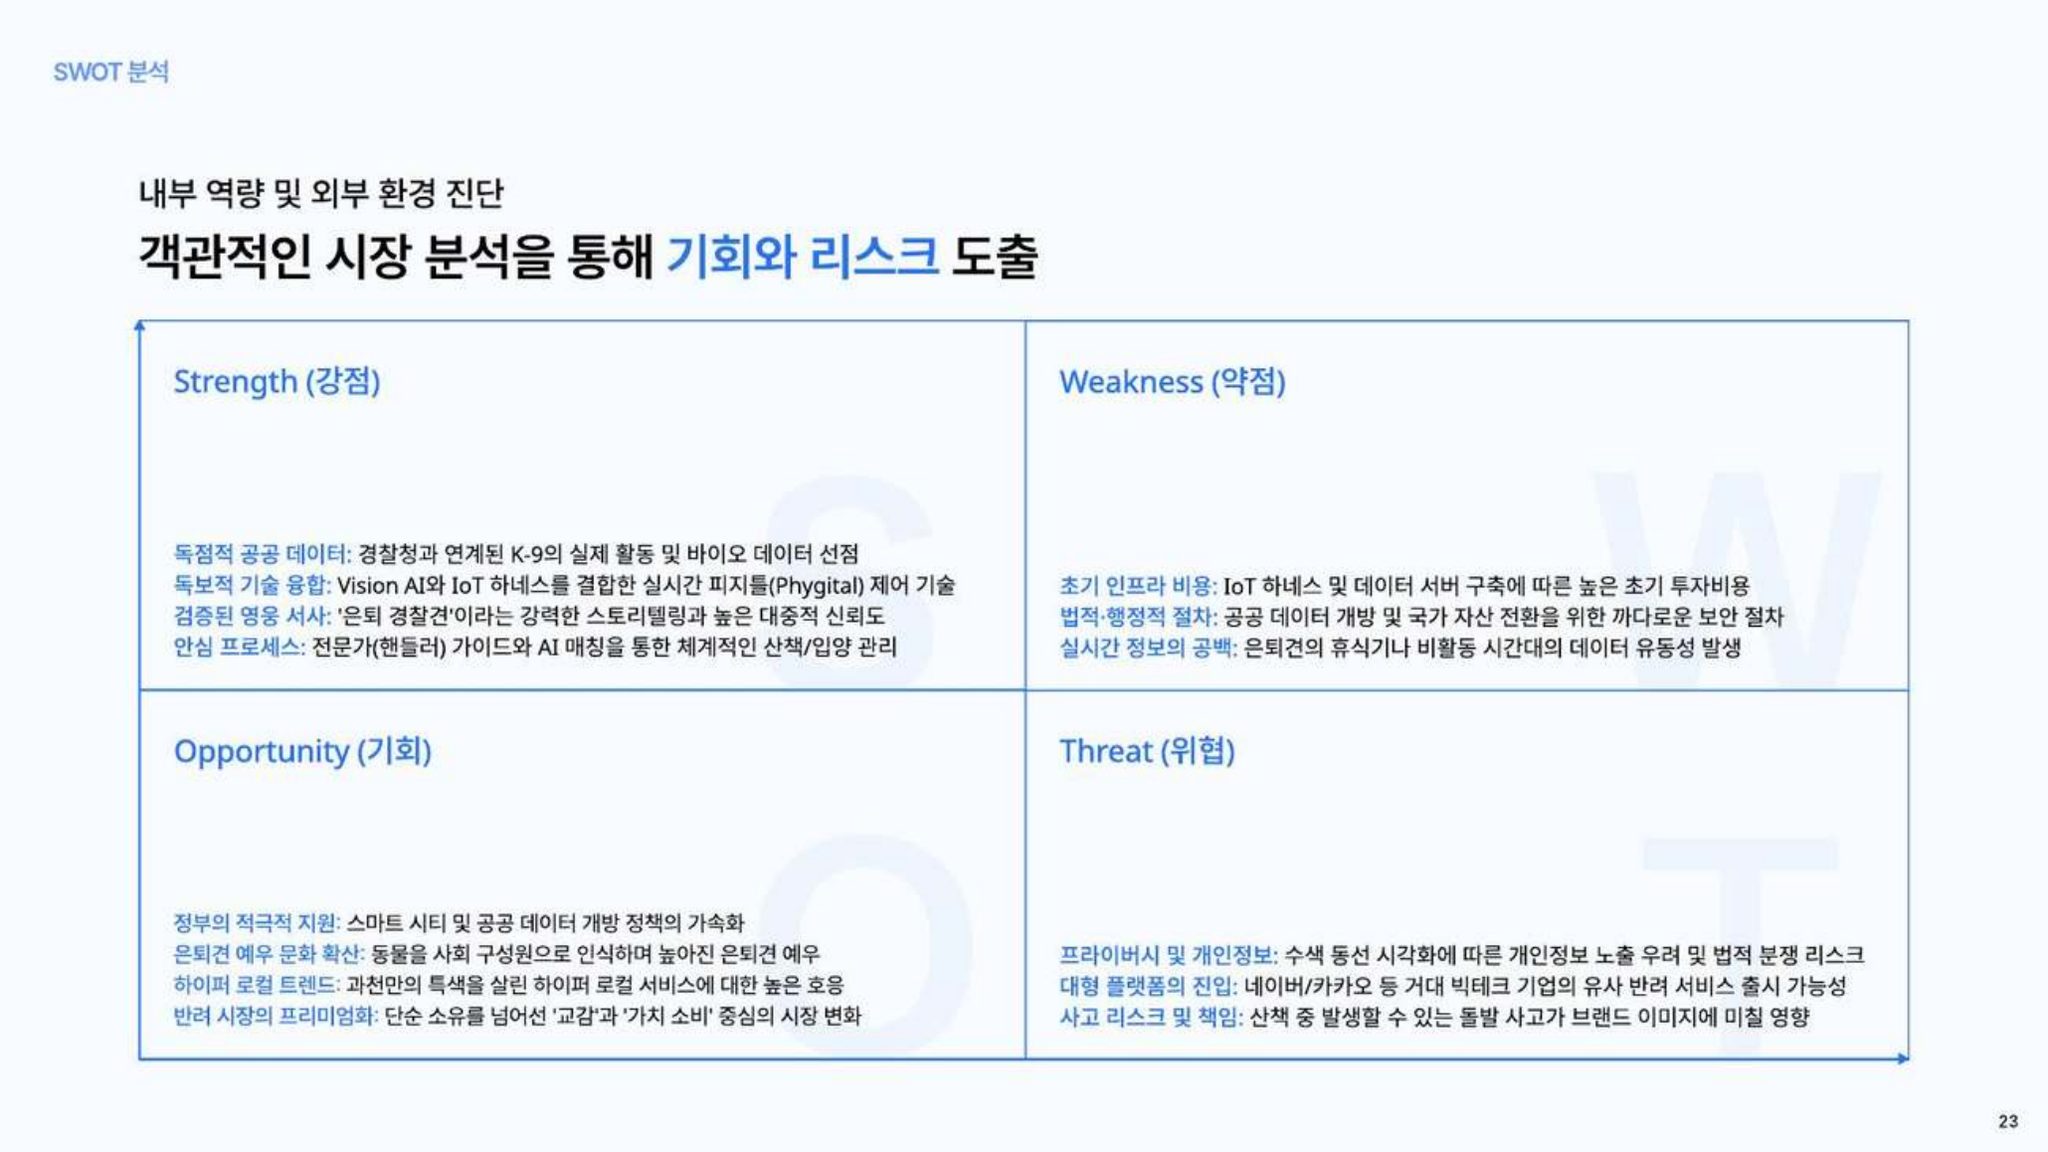 SWOT 분석
내부 역량 및 외부 환경 진단
객관적인 시장 분석을 통해 기회와 리스크 도출
Strength (강점)
S
독점적 공공 데이터: 경찰청과 연계된 K-9의 실제 활동 및 바이오 데이터 선점
독보적 기술 융합: Vision AI와 IoT 하네스를 결합한 실시간 피지틀(Phygital) 제어 기술
검증된 영웅 서사: '은퇴 경찰견'이라는 강력한 스토리텔링과 높은 대중적 신뢰도
안심 프로세스: 전문가(핸들러) 가이드와 AI 매칭을 통한 체계적인 산책/입양 관리
Weakness (약점)
W
초기 인프라 비용: IoT 하네스 및 데이터 서버 구축에 따른 높은 초기 투자비용
법적·행정적 절차: 공공 데이터 개방 및 국가 자산 전환을 위한 까다로운 보안 절차
실시간 정보의 공백: 은퇴견의 휴식기나 비활동 시간대의 데이터 유동성 발생
Opportunity (기회)
O
정부의 적극적 지원: 스마트 시티 및 공공 데이터 개방 정책의 가속화
은퇴견 예우 문화 확산: 동물을 사회 구성원으로 인식하며 높아진 은퇴견 예우
하이퍼 로컬 트렌드: 과천만의 특색을 살린 하이퍼 로컬 서비스에 대한 높은 호응
반려 시장의 프리미엄화: 단순 소유를 넘어선 '교감'과 '가치 소비' 중심의 시장 변화
Threat (위협)
T
프라이버시 및 개인정보: 수색 동선 시각화에 따른 개인정보 노출 우려 및 법적 분쟁 리스크
대형 플랫폼의 진입: 네이버/카카오 등 거대 빅테크 기업의 유사 반려 서비스 출시 가능성
사고 리스크 및 책임: 산책 중 발생할 수 있는 돌발 사고가 브랜드 이미지에 미칠 영향
23